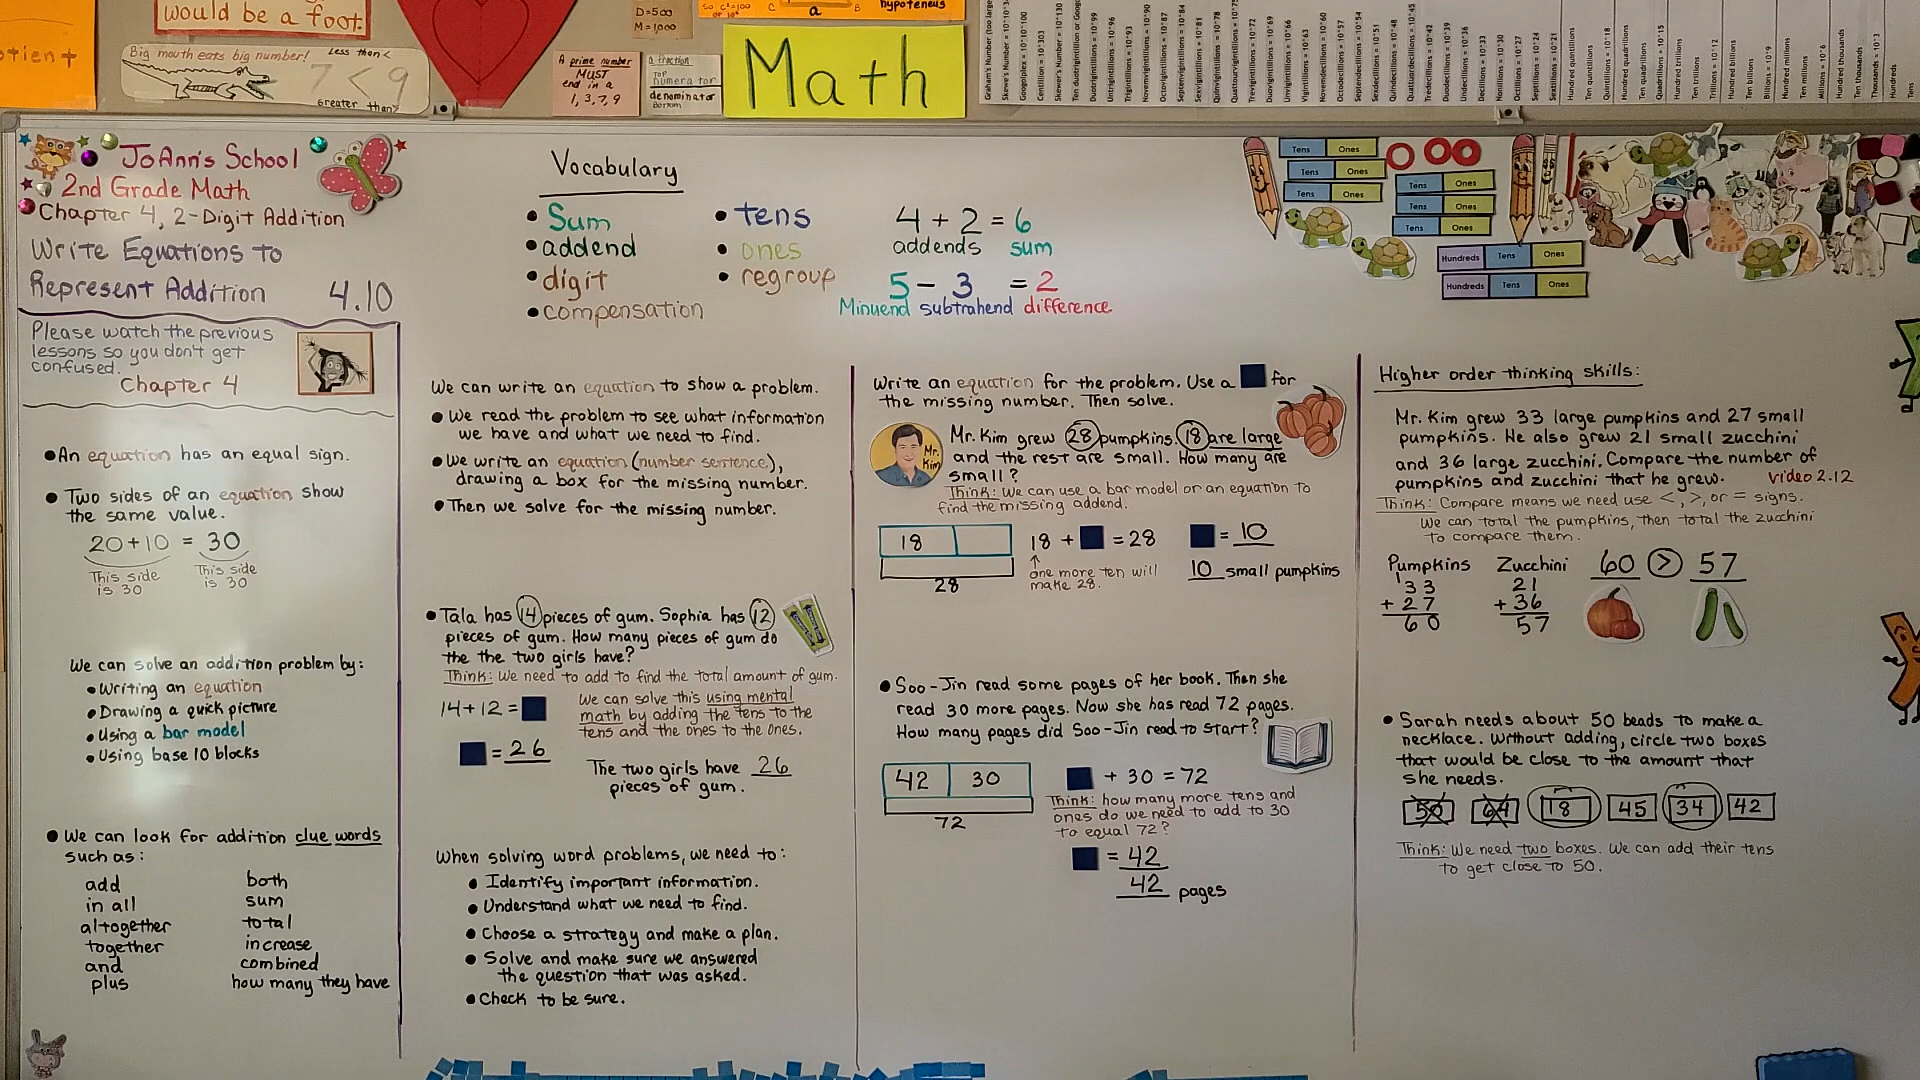 would be a foot.
Big mouth eats big number!
Less than <
7 < 9
Greater than >
D=500
M=1,000
A prime number
MUST
end in a
1, 3, 7, 9
a fraction
TOP
numerator
denominator
BOTTOM
hypotenuse
Math
JoAnn's School
2nd Grade Math
Chapter 4, 2-Digit Addition
Write Equations to
Represent Addition 4.10
Please watch the previous
lessons so you don't get
confused.
Chapter 4
• An equation has an equal sign.
• Two sides of an equation show
the same value.
20+10 = 30
This side
is 30
This side
is 30
We can solve an addition problem by:
• Writing an equation
• Drawing a quick picture
• Using a bar model
• Using base 10 blocks
• We can look for addition clue words
such as:
add
in all
altogether
together
and
plus
both
sum
total
increase
combined
how many they have
Vocabulary
• Sum
• addend
• digit
• compensation
• tens
• ones
• regroup
4 + 2 = 6
addends sum
5 - 3 = 2
Minuend subtrahend difference
We can write an equation to show a problem.
• We read the problem to see what information
we have and what we need to find.
• We write an equation (number sentence),
drawing a box for the missing number.
• Then we solve for the missing number.
• Tala has 14 pieces of gum. Sophia has 12
pieces of gum. How many pieces of gum do
the the two girls have?
Think: We need to add to find the total amount of gum.
14+12 = ■
■ = 26
We can solve this using mental
math by adding the tens to the
tens and the ones to the ones.
The two girls have 26
pieces of gum.
When solving word problems, we need to:
• Identify important information.
• Understand what we need to find.
• Choose a strategy and make a plan.
• Solve and make sure we answered
the question that was asked.
• Check to be sure.
Write an equation for the problem. Use a ■ for
the missing number. Then solve.
Mr. Kim
Mr. Kim grew 28 pumpkins. 18 are large
and the rest are small. How many are
small?
Think: We can use a bar model or an equation to
find the missing addend.
18
28
18 + ■ = 28
one more ten will
make 28.
■ = 10
10 small pumpkins
• Soo-Jin read some pages of her book. Then she
read 30 more pages. Now she has read 72 pages.
How many pages did Soo-Jin read to start?
42 30
72
■ + 30 = 72
Think: how many more tens and
ones do we need to add to 30
to equal 72?
■ = 42
42 pages
Tens Ones
Tens Ones
Tens Ones
Tens Ones
Tens Ones
Tens Ones
Hundreds Tens Ones
Hundreds Tens Ones
Higher order thinking skills:
Mr. Kim grew 33 large pumpkins and 27 small
pumpkins. He also grew 21 small zucchini
and 36 large zucchini. Compare the number of
pumpkins and zucchini that he grew. video 2.12
Think: Compare means we need use <, >, or = signs.
We can total the pumpkins, then total the zucchini
to compare them.
Pumpkins
1
33
+ 27
60
Zucchini
21
+ 36
57
60 > 57
• Sarah needs about 50 beads to make a
necklace. Without adding, circle two boxes
that would be close to the amount that
she needs.
50 64 18 45 34 42
Think: We need two boxes. We can add their tens
to get close to 50.